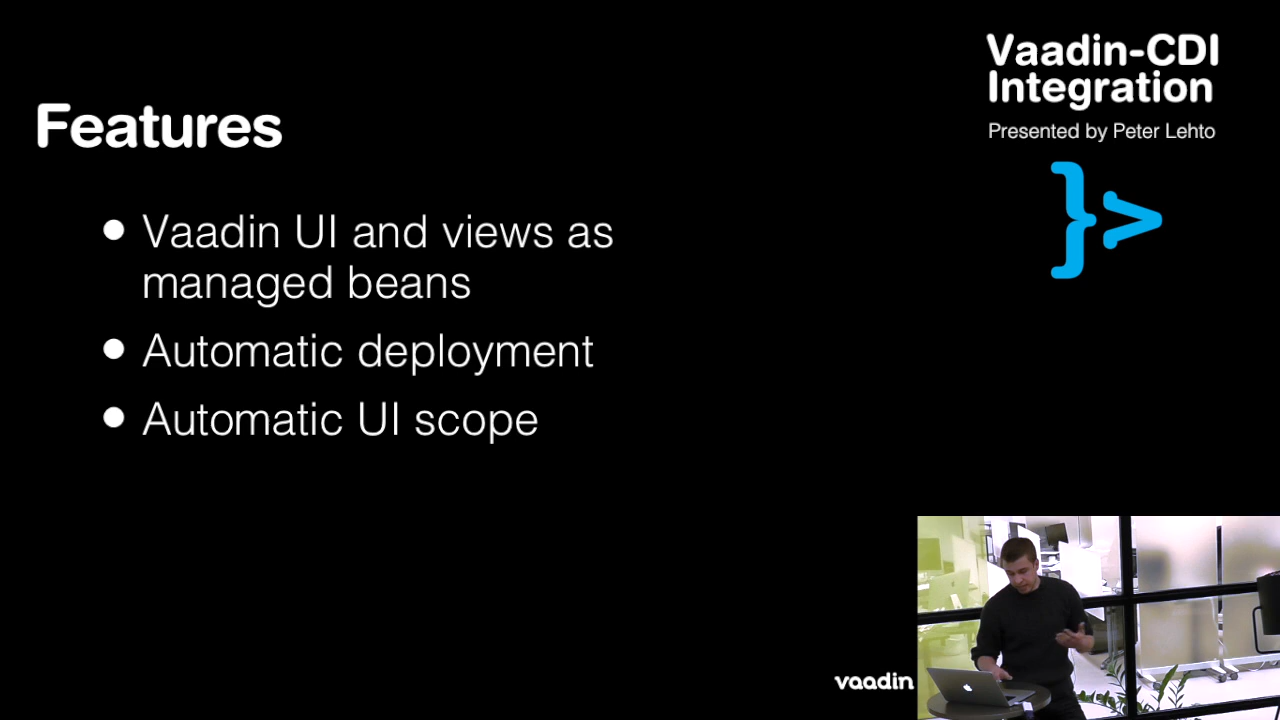 Vaadin-CDI
Integration
Presented by Peter Lehto
Features
Vaadin UI and views as
managed beans
Automatic deployment
Automatic UI scope
vaadin